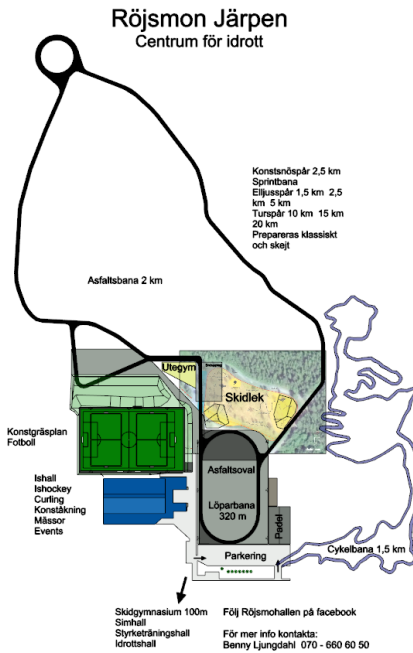 Röjsmon Järpen
Centrum för idrott
Konstsnöspår 2,5 km
Sprintbana
Elljusspår 1,5 km 2,5
km 5 km
Turspår 10 km 15 km
20 km
Prepareras klassiskt
och skejt
Asfaltsbana 2 km
Utegym
Skidlek
Konstgräsplan
Fotboll
Asfaltsoval
Löparbana
320 m
Ishall
Ishockey
Curling
Konståkning
Mässor
Events
Padel
Parkering
Cykelbana 1,5 km
Skidgymnasium 100m
Simhall
Styrketräningshall
Idrottshall
Följ Röjsmohallen på facebook
För mer info kontakta:
Benny Ljungdahl 070 - 660 60 50